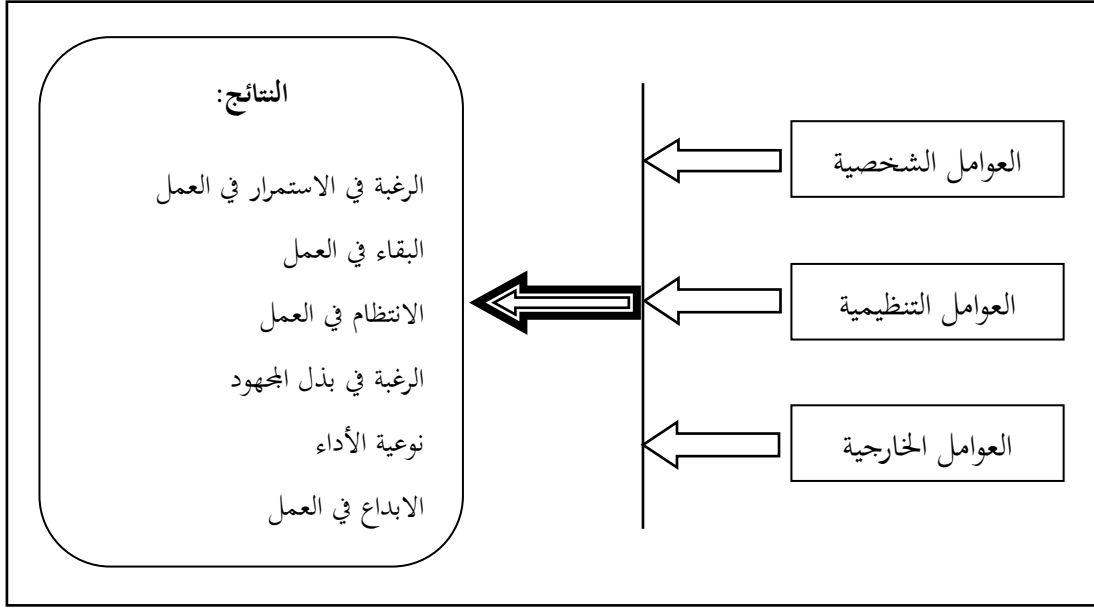 العوامل الشخصية
العوامل التنظيمية
العوامل الخارجية
النتائج:
الرغبة في الاستمرار في العمل
البقاء في العمل
الانتظام في العمل
الرغبة في بذل المجهود
نوعية الأداء
الابداع في العمل